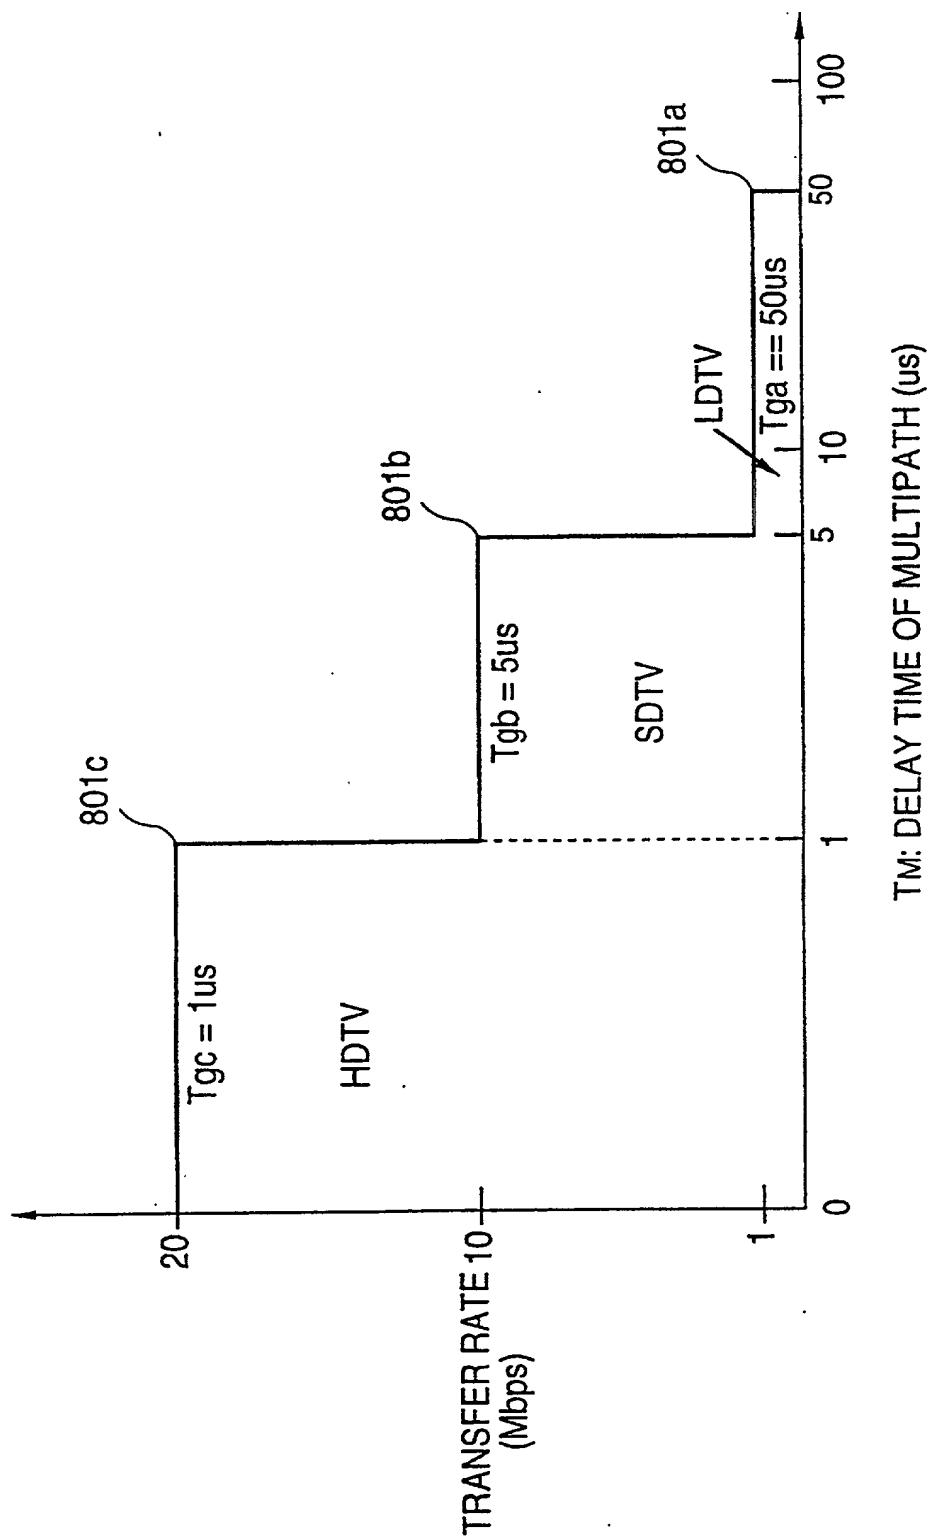 801c
20
Tgc = 1us
HDTV
801b
TRANSFER RATE 10
(Mbps)
Tgb = 5us
SDTV
801a
LDTV
Tga == 50us
1
0
1
5
10
50
100
TM: DELAY TIME OF MULTIPATH (us)